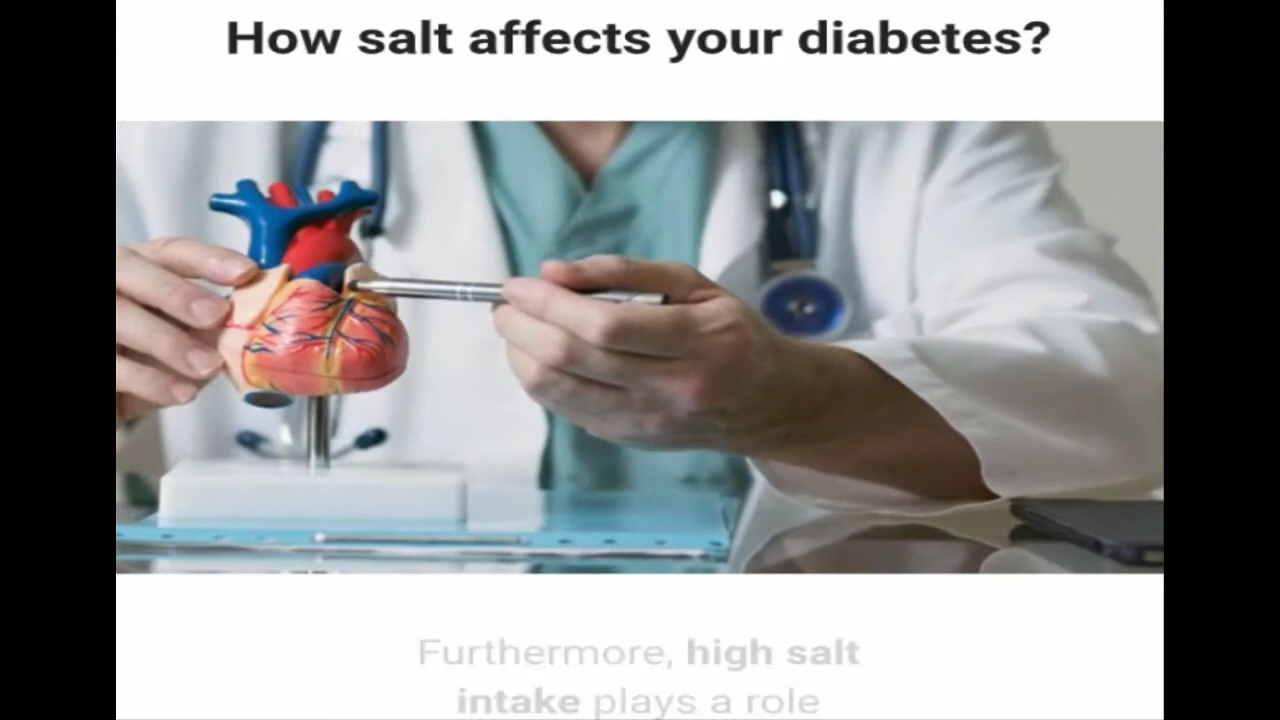 How salt affects your diabetes?
Furthermore, high salt
intake plays a role